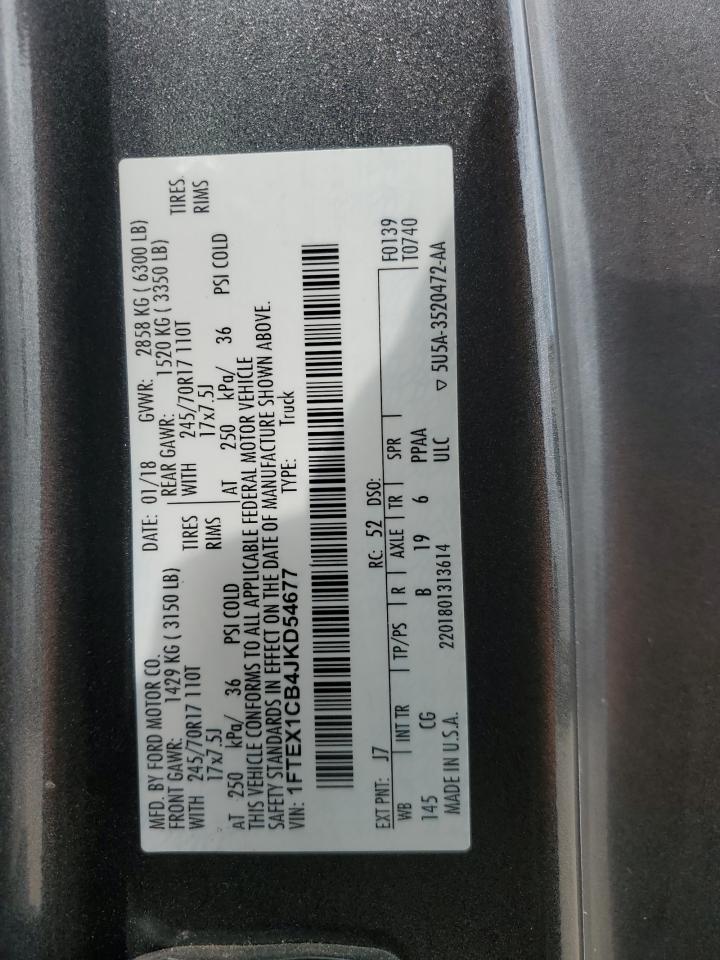 MFD. BY FORD MOTOR CO.
DATE: 01/18 GVWR: 2858 KG ( 6300 LB)
FRONT GAWR: 1429 KG ( 3150 LB) REAR GAWR: 1520 KG ( 3350 LB)
WITH 245/70R17 110T TIRES WITH 245/70R17 110T TIRES
17x7.5J RIMS 17x7.5J RIMS
AT 250 kPa/ 36 PSI COLD AT 250 kPa/ 36 PSI COLD
THIS VEHICLE CONFORMS TO ALL APPLICABLE FEDERAL MOTOR VEHICLE
SAFETY STANDARDS IN EFFECT ON THE DATE OF MANUFACTURE SHOWN ABOVE.
VIN: 1FTEX1CB4JKD54677 TYPE: Truck
EXT PNT: J7 RC: 52 DSO: F0139
WB INT TR TP/PS R AXLE TR SPR T0740
145 CG B 19 6 PPAA
MADE IN U.S.A. 2201801313614 ULC ▽ 5U5A-3520472-AA